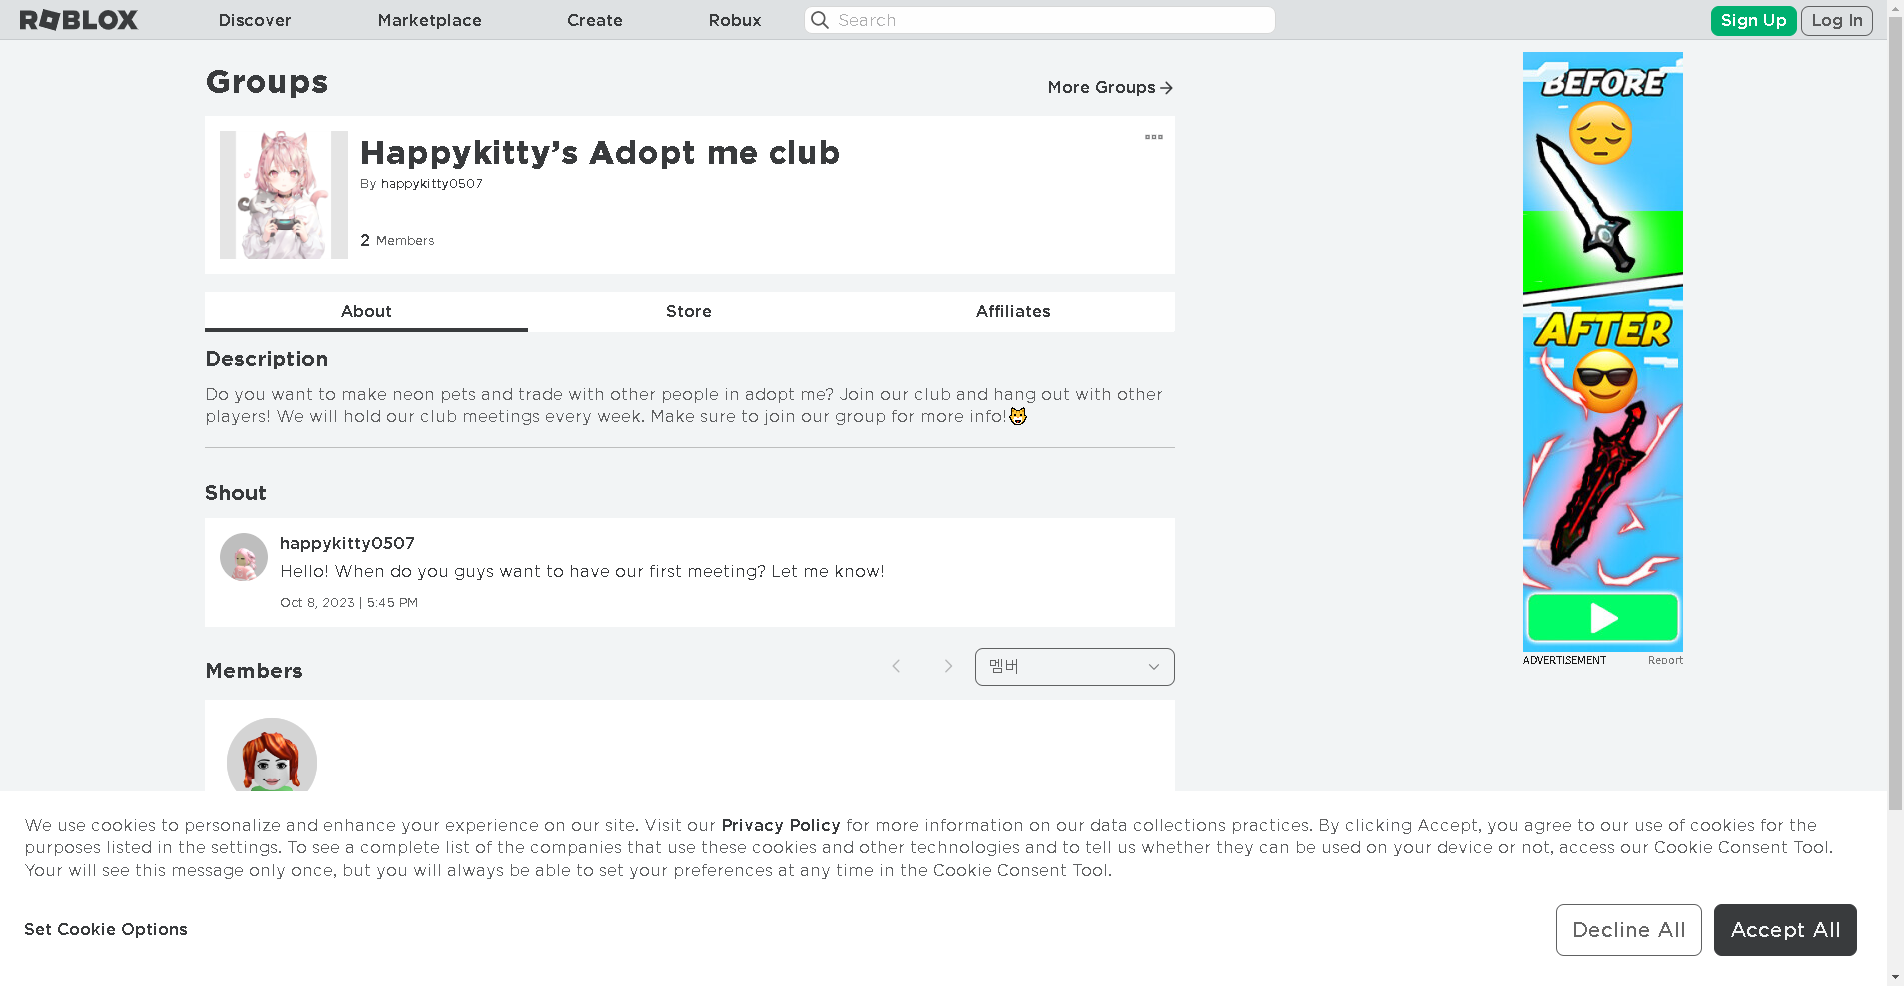 ROBLOX
Discover
Marketplace
Create
Robux
Search
Sign Up
Log In
Groups
More Groups
Happykitty's Adopt me club
By happykitty0507
2 Members
About
Store
Affiliates
Description
Do you want to make neon pets and trade with other people in adopt me? Join our club and hang out with other
players! We will hold our club meetings every week. Make sure to join our group for more info!😺
Shout
happykitty0507
Hello! When do you guys want to have our first meeting? Let me know!
Oct 8, 2023 | 5:45 PM
Members
멤버
BEFORE
AFTER
ADVERTISEMENT
Report
We use cookies to personalize and enhance your experience on our site. Visit our Privacy Policy for more information on our data collections practices. By clicking Accept, you agree to our use of cookies for the
purposes listed in the settings. To see a complete list of the companies that use these cookies and other technologies and to tell us whether they can be used on your device or not, access our Cookie Consent Tool.
Your will see this message only once, but you will always be able to set your preferences at any time in the Cookie Consent Tool.
Set Cookie Options
Decline All
Accept All